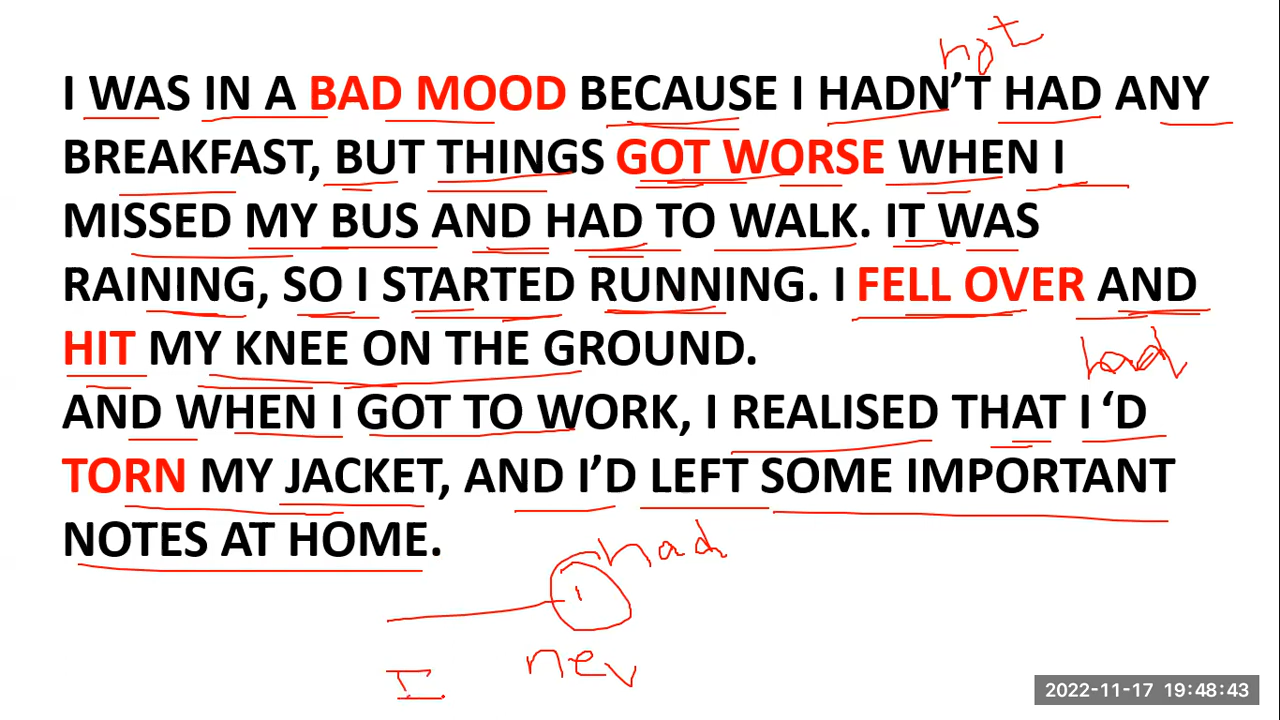 not
I WAS IN A BAD MOOD BECAUSE I HADN’T HAD ANY
BREAKFAST, BUT THINGS GOT WORSE WHEN I
MISSED MY BUS AND HAD TO WALK. IT WAS
RAINING, SO I STARTED RUNNING. I FELL OVER AND
HIT MY KNEE ON THE GROUND.
had
AND WHEN I GOT TO WORK, I REALISED THAT I ‘D
TORN MY JACKET, AND I’D LEFT SOME IMPORTANT
NOTES AT HOME.
had
nev
I
2022-11-17 19:48:43